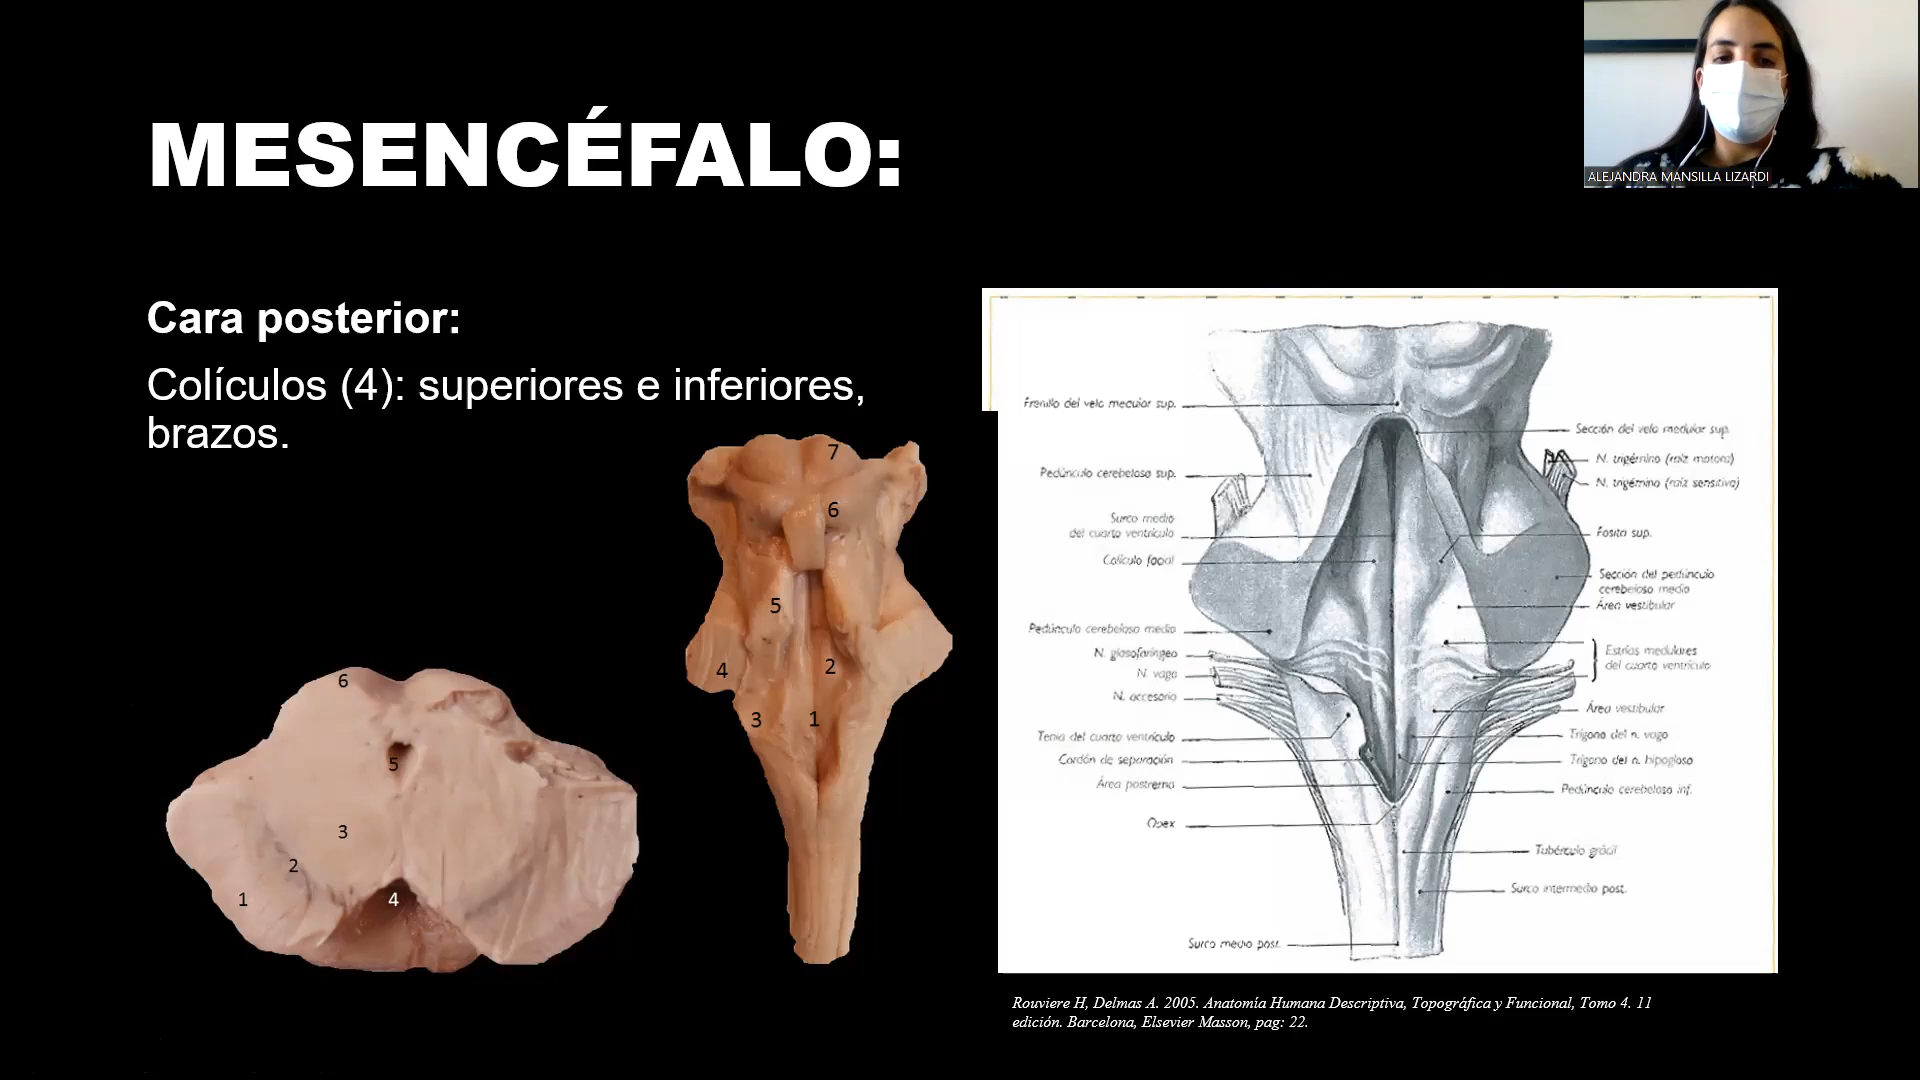 ALEJANDRA MANSILLA LIZARDI
MESENCÉFALO:
Cara posterior:
Colículos (4): superiores e inferiores,
brazos.
7
6
5
4
2
3
1
6
5
3
2
1
4
Frenillo del velo medular sup.
Pedúnculo cerebeloso sup.
Surco medio
del cuarto ventrículo
Colículo facial
Pedúnculo cerebeloso medio
N. glosofaríngeo
N. vago
N. accesorio
Tenia del cuarto ventrículo
Cordón de separación
Área postrema
Obex
Surco medio post.
Sección del velo medular sup.
N. trigémino (raíz motora)
N. trigémino (raíz sensitiva)
Fosita sup.
Sección del pedúnculo
cerebeloso medio
Área vestibular
Estrías medulares
del cuarto ventrículo
Área vestibular
Trígono del n. vago
Trígono del n. hipogloso
Pedúnculo cerebeloso inf.
Tubérculo grácil
Surco intermedio post.
Rouviere H, Delmas A. 2005. Anatomía Humana Descriptiva, Topográfica y Funcional, Tomo 4. 11
edición. Barcelona, Elsevier Masson, pag: 22.